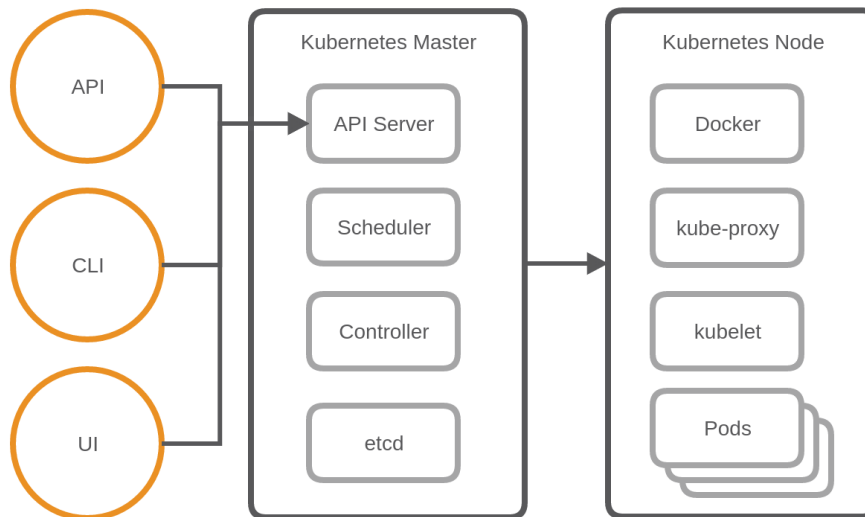 API
CLI
UI
Kubernetes Master
API Server
Scheduler
Controller
etcd
Kubernetes Node
Docker
kube-proxy
kubelet
Pods